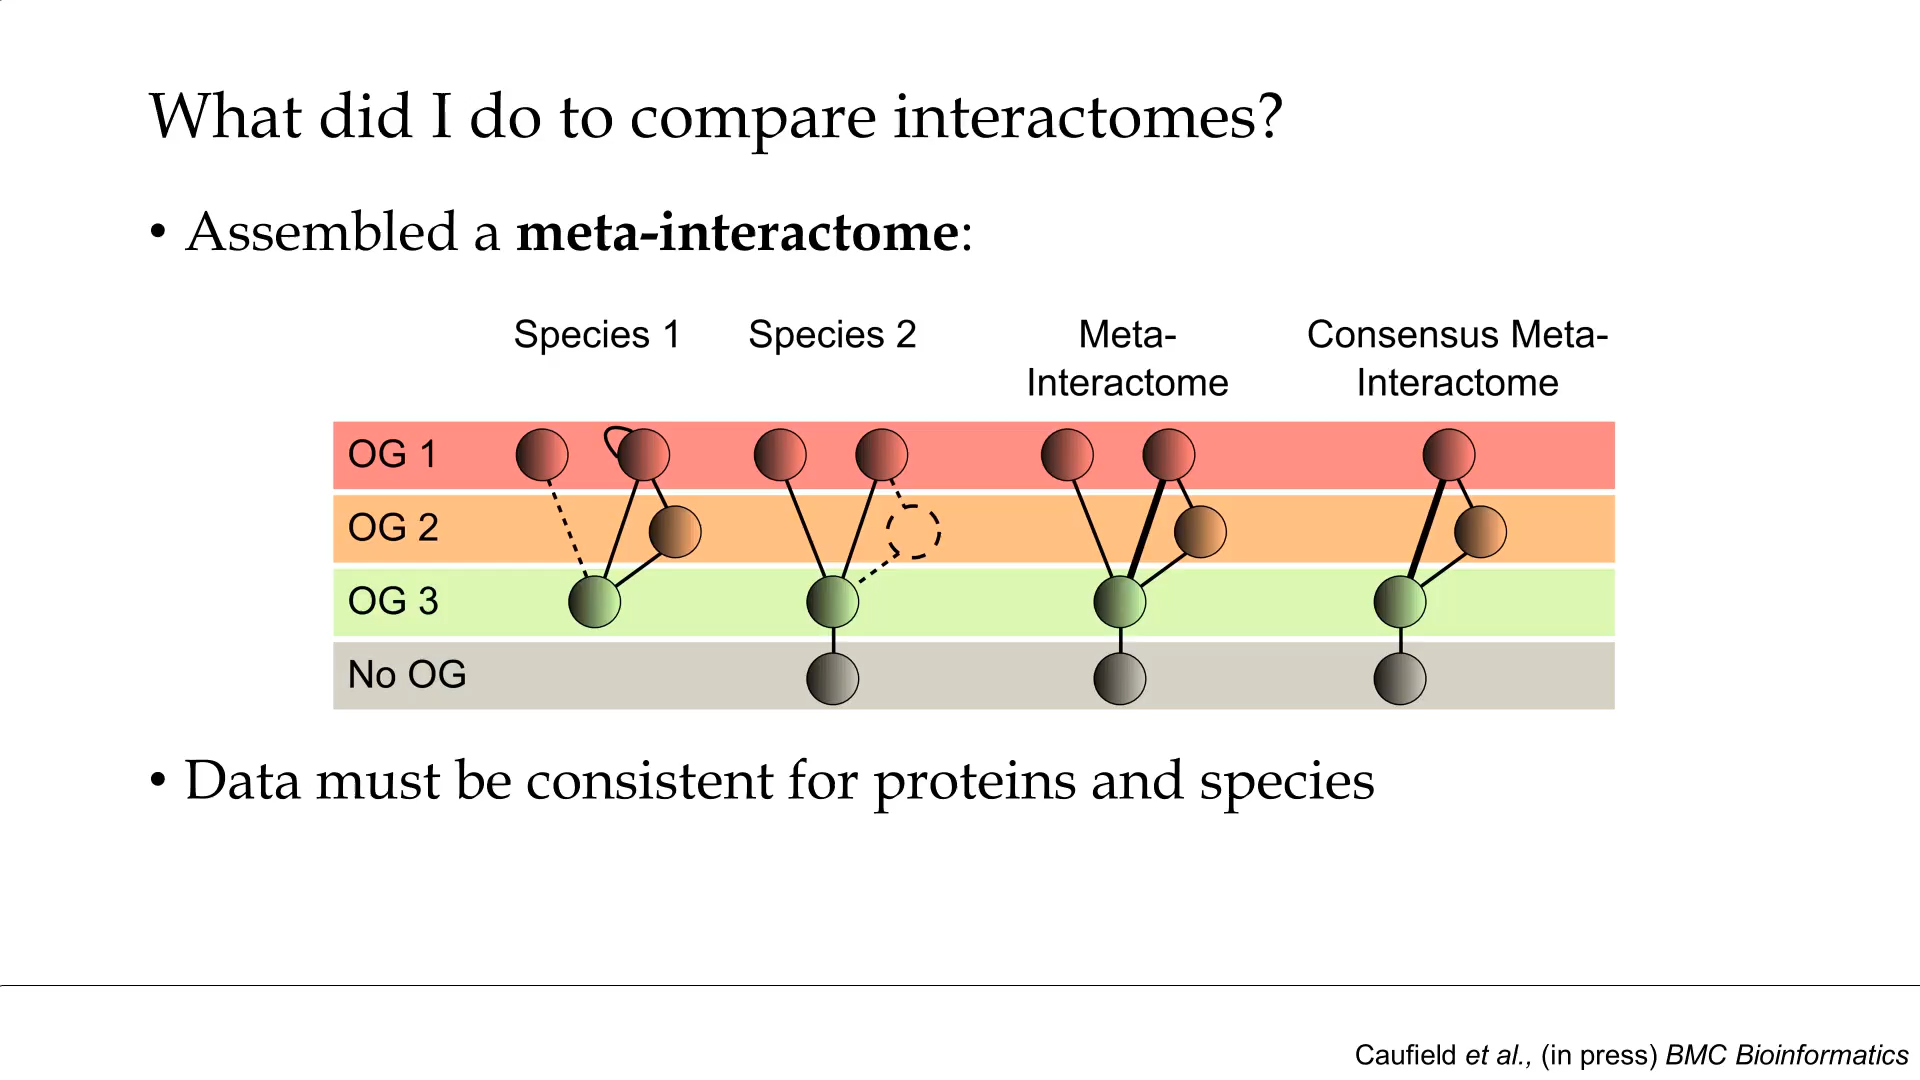 What did I do to compare interactomes?
• Assembled a meta-interactome:
Species 1
Species 2
Meta-
Interactome
Consensus Meta-
Interactome
OG 1
OG 2
OG 3
No OG
• Data must be consistent for proteins and species
Caufield et al., (in press) BMC Bioinformatics